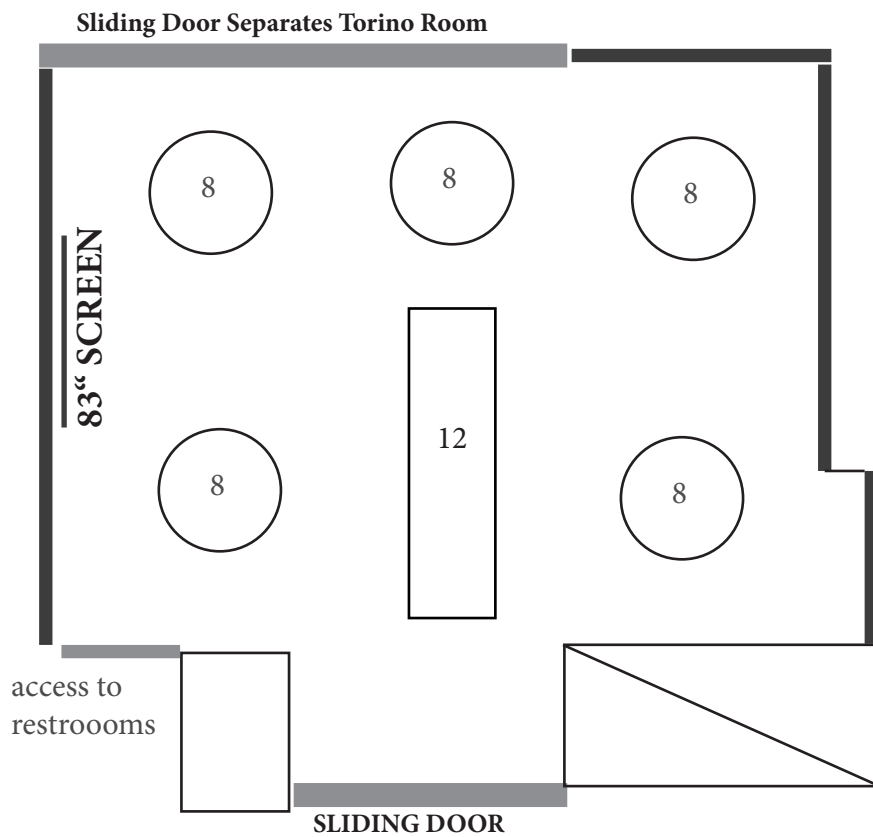 Sliding Door Separates Torino Room
8
8
8
83“ SCREEN
12
8
8
access to
restroooms
SLIDING DOOR